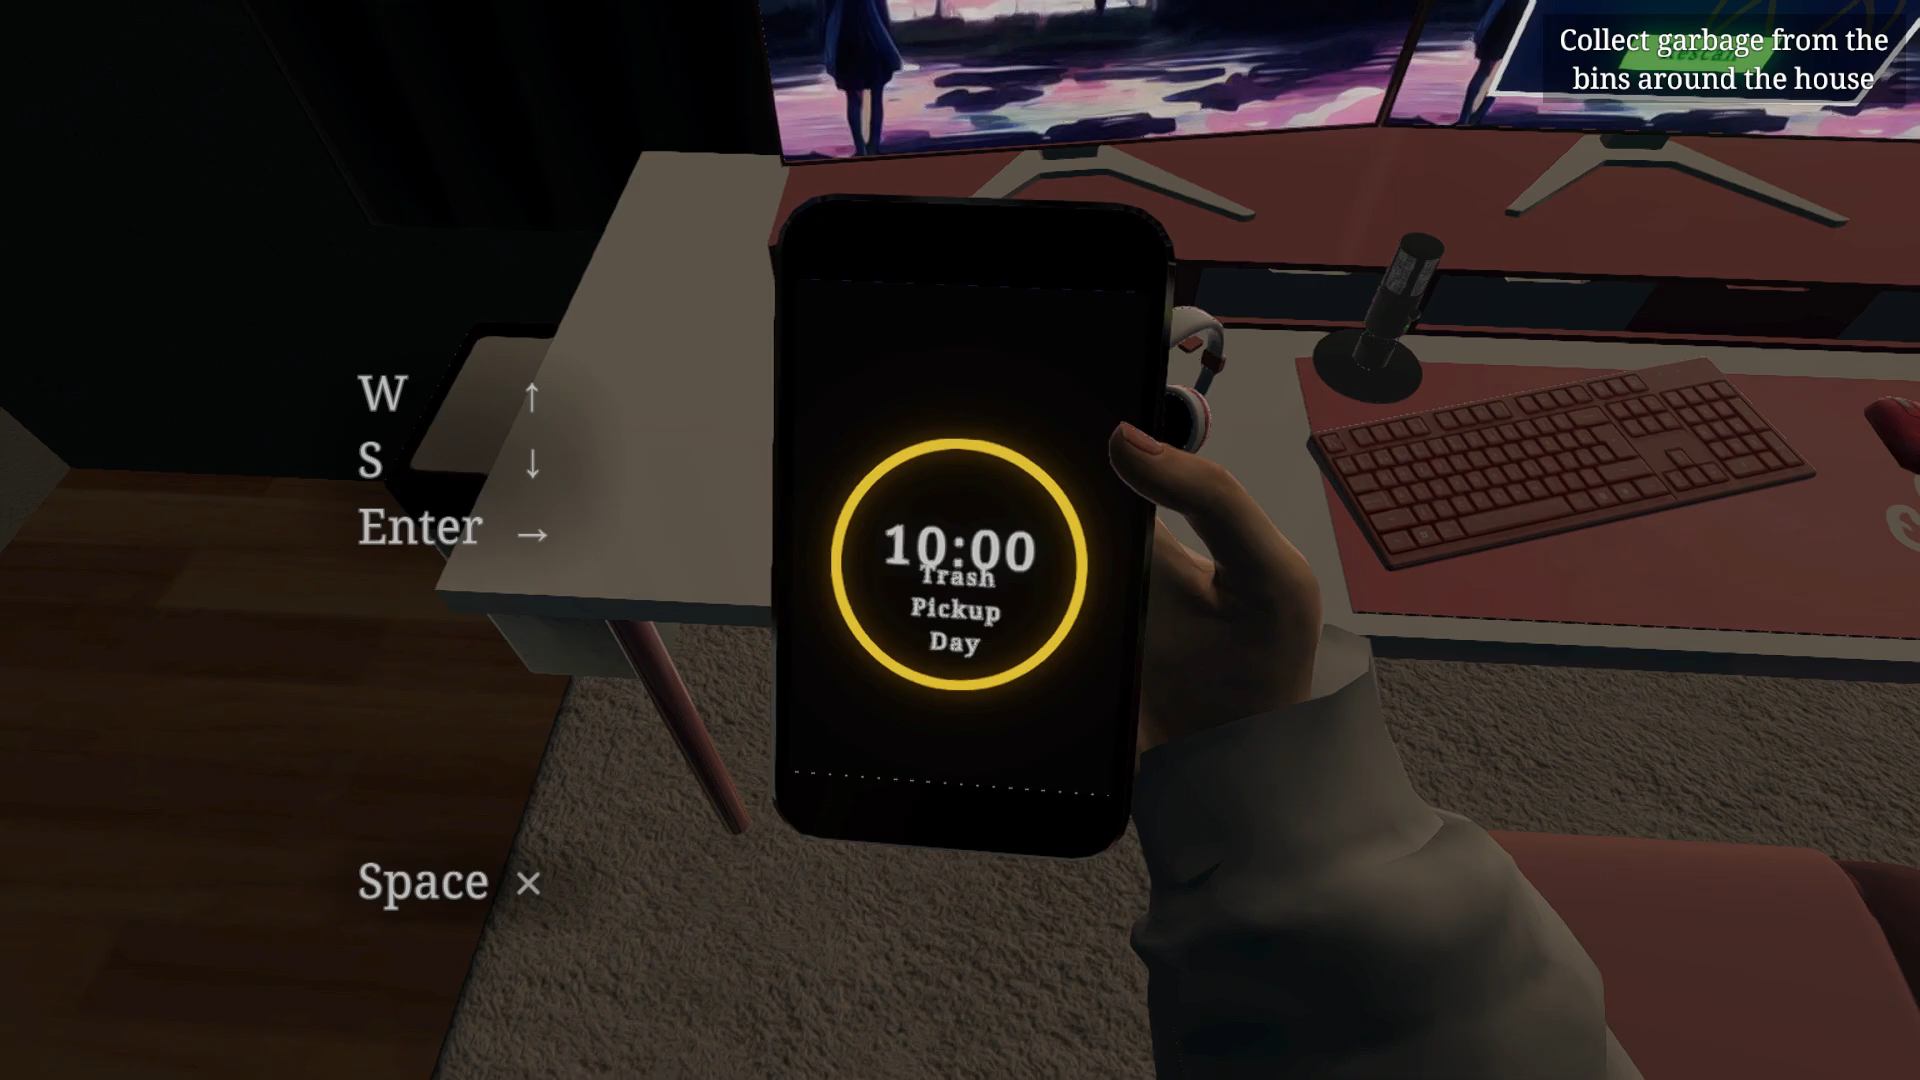 Collect garbage from the
bins around the house
W ↑
S ↓
Enter →
10:00
Trash
Pickup
Day
Space ×